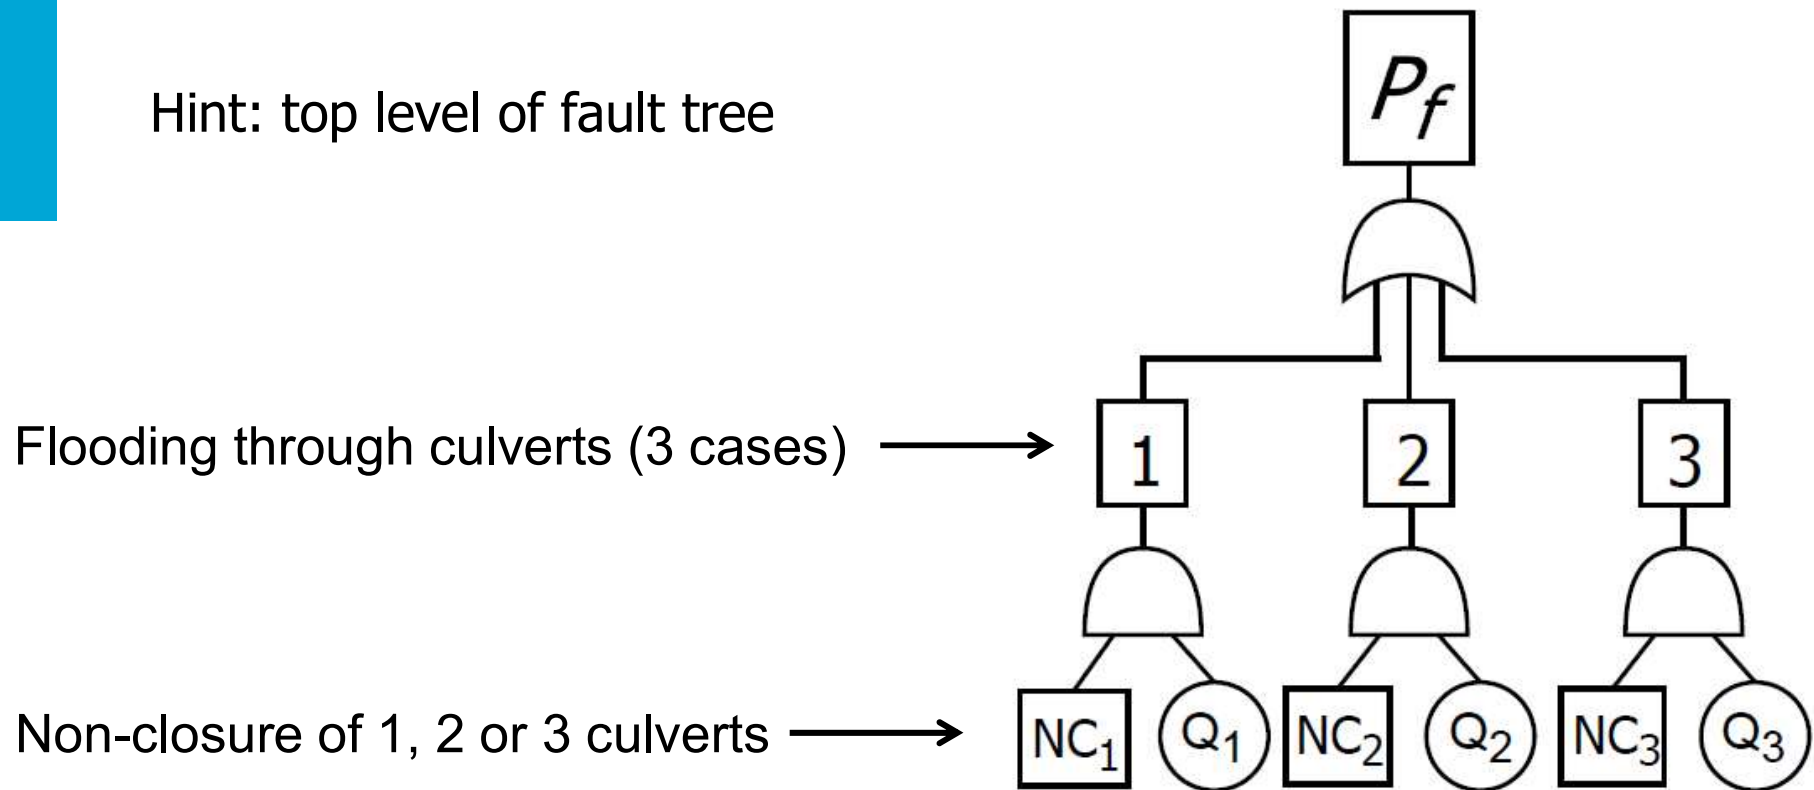 Hint: top level of fault tree
P_f
Flooding through culverts (3 cases)
1 2 3
Non-closure of 1, 2 or 3 culverts
NC₁ Q₁ NC₂ Q₂ NC₃ Q₃